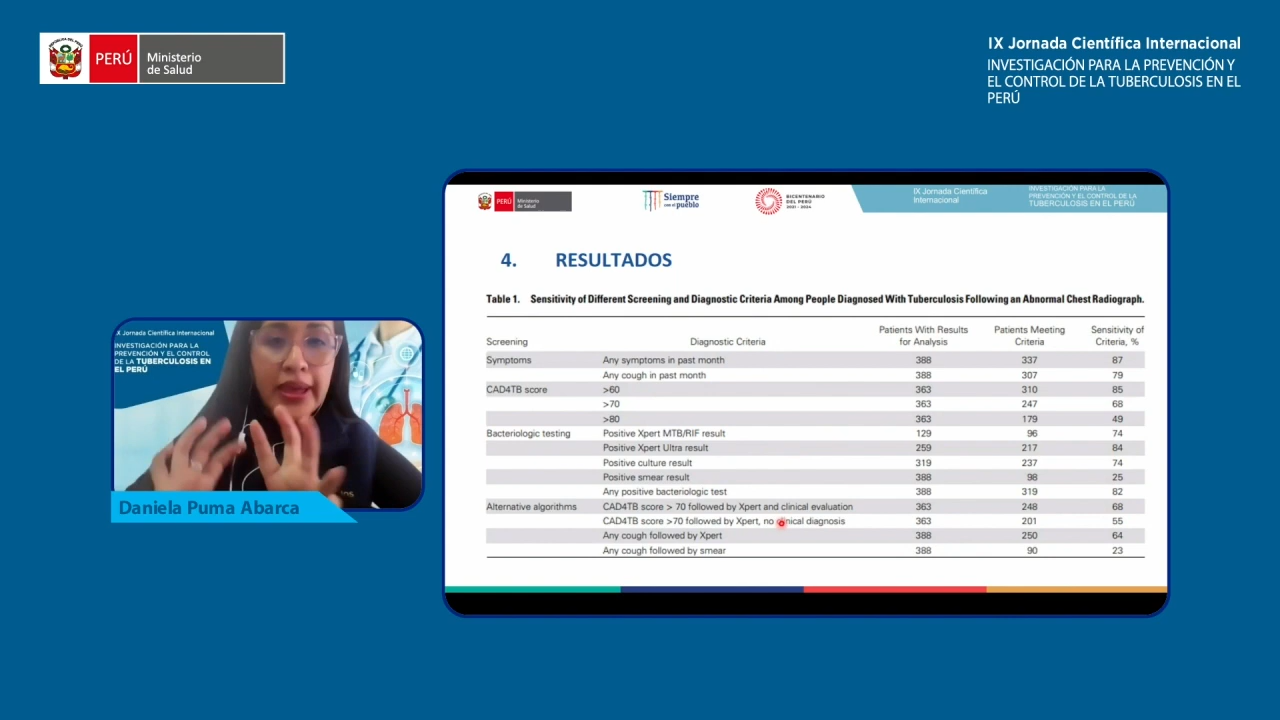 PERÚ
Ministerio
de Salud
IX Jornada Científica Internacional
INVESTIGACIÓN PARA LA PREVENCIÓN Y
EL CONTROL DE LA TUBERCULOSIS EN EL
PERÚ
PERÚ
Ministerio
de Salud
Siempre
con el pueblo
BICENTENARIO
DEL PERÚ
2021 - 2024
IX Jornada Científica
Internacional
INVESTIGACIÓN PARA LA
PREVENCIÓN Y EL CONTROL DE LA
TUBERCULOSIS EN EL PERÚ
4. RESULTADOS
Table 1. Sensitivity of Different Screening and Diagnostic Criteria Among People Diagnosed With Tuberculosis Following an Abnormal Chest Radiograph.
Screening Diagnostic Criteria Patients With Results for Analysis Patients Meeting Criteria Sensitivity of Criteria, %
Symptoms Any symptoms in past month 388 337 87
Any cough in past month 388 307 79
CAD4TB score >60 363 310 85
>70 363 247 68
>80 363 179 49
Bacteriologic testing Positive Xpert MTB/RIF result 129 96 74
Positive Xpert Ultra result 259 217 84
Positive culture result 319 237 74
Positive smear result 388 98 25
Any positive bacteriologic test 388 319 82
Alternative algorithms CAD4TB score > 70 followed by Xpert and clinical evaluation 363 248 68
CAD4TB score >70 followed by Xpert, no clinical diagnosis 363 201 55
Any cough followed by Xpert 388 250 64
Any cough followed by smear 388 90 23
IX Jornada Científica Internacional
INVESTIGACIÓN PARA LA
PREVENCIÓN Y EL CONTROL
DE LA TUBERCULOSIS EN
EL PERÚ
Daniela Puma Abarca